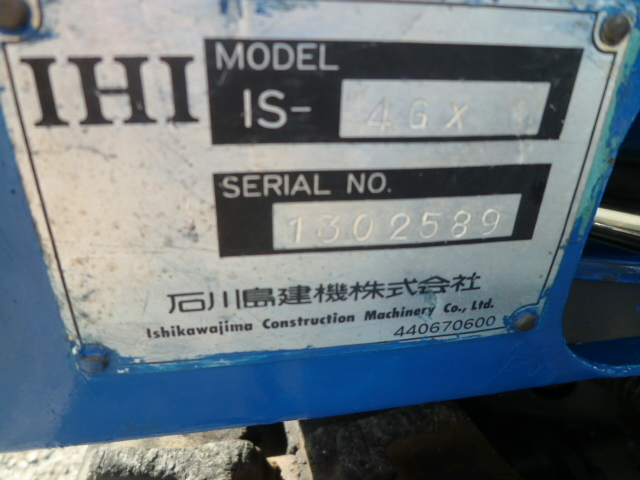 IHI
MODEL
IS- 4GX
SERIAL NO.
1302589
石川島建機株式会社
Ishikawajima Construction Machinery Co., Ltd.
440670600